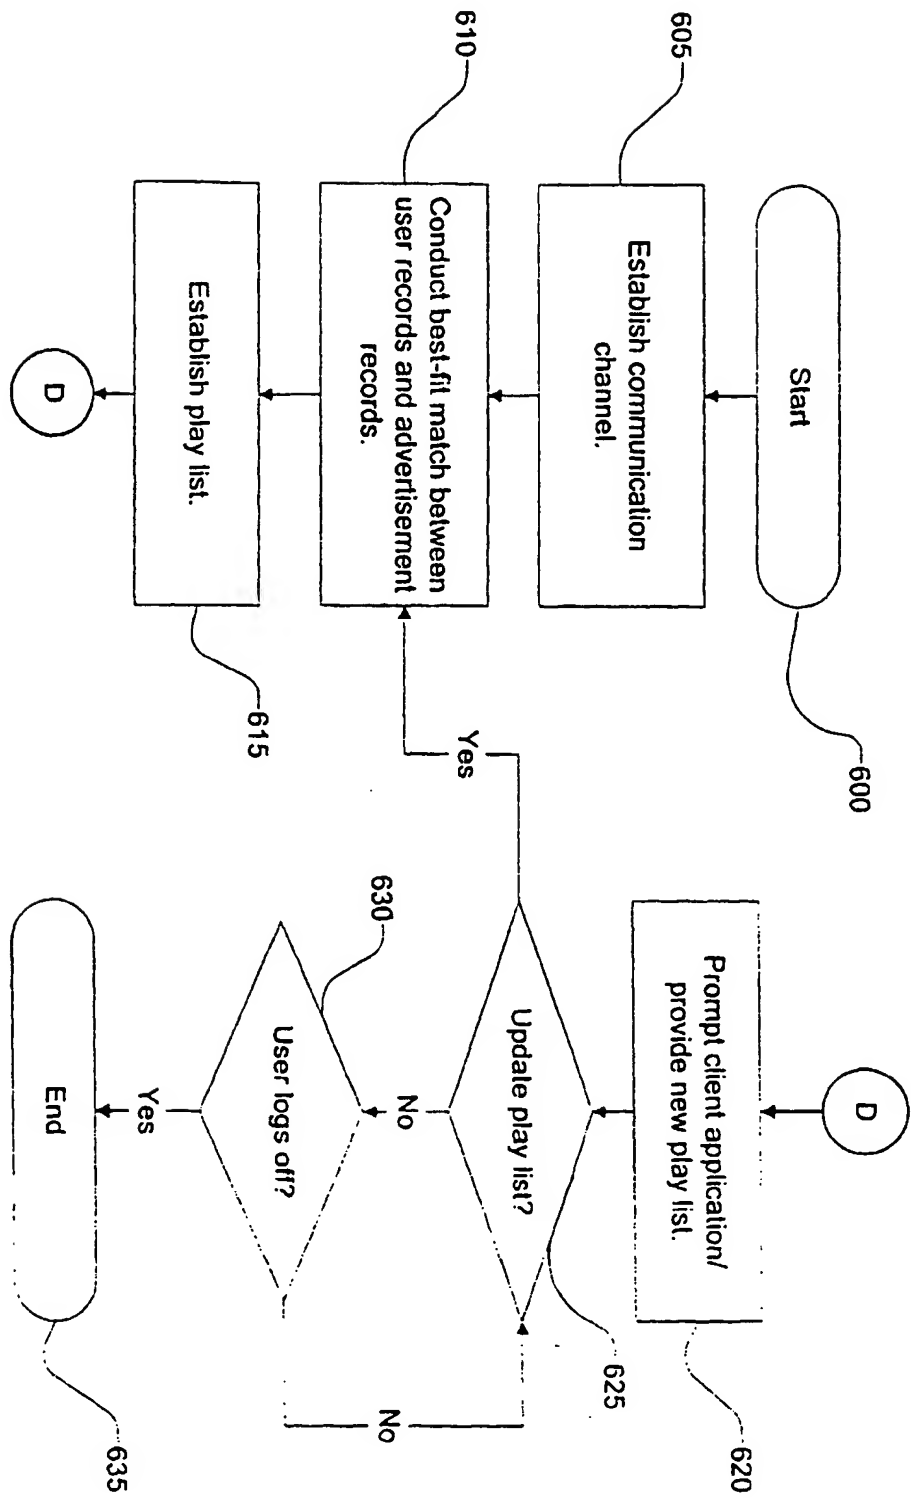 Start
600
605
Establish communication
channel.
610
Conduct best-fit match between
user records and advertisement
records.
Establish play list.
615
D
D
Prompt client application/
provide new play list.
620
Update play list?
625
Yes
No
630
User logs off?
No
Yes
End
635